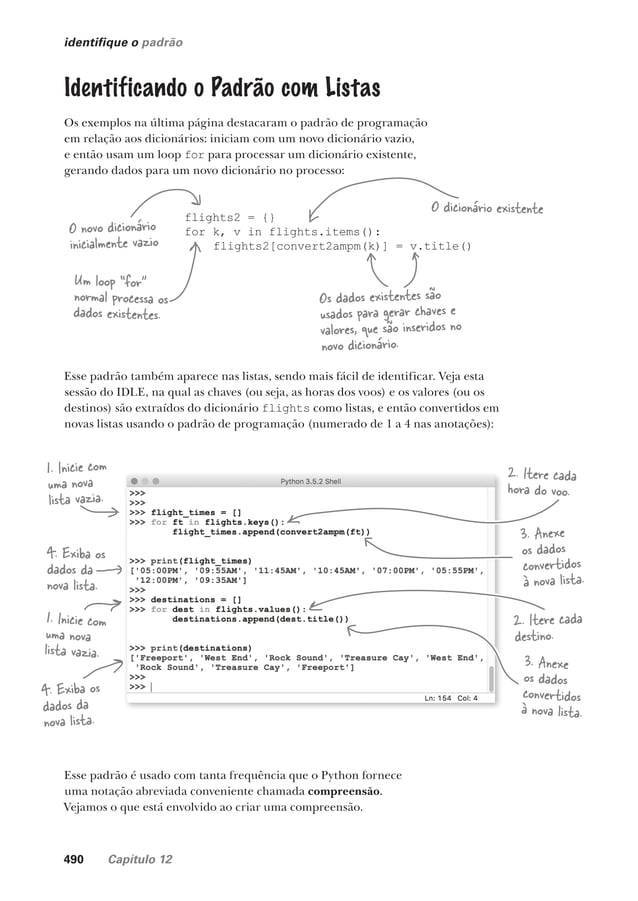 identifique o padrão
Identificando o Padrão com Listas
Os exemplos na última página destacaram o padrão de programação
em relação aos dicionários: iniciam com um novo dicionário vazio,
e então usam um loop for para processar um dicionário existente,
gerando dados para um novo dicionário no processo:
O dicionário existente
O novo dicionário
inicialmente vazio
flights2 = {}
for k, v in flights.items():
    flights2[convert2ampm(k)] = v.title()
Um loop "for"
normal processa os
dados existentes.
Os dados existentes são
usados para gerar chaves e
valores, que são inseridos no
novo dicionário.
Esse padrão também aparece nas listas, sendo mais fácil de identificar. Veja esta
sessão do IDLE, na qual as chaves (ou seja, as horas dos voos) e os valores (ou os
destinos) são extraídos do dicionário flights como listas, e então convertidos em
novas listas usando o padrão de programação (numerado de 1 a 4 nas anotações):
1. Inicie com
uma nova
lista vazia.
4. Exiba os
dados da
nova lista.
1. Inicie com
uma nova
lista vazia.
4. Exiba os
dados da
nova lista.
Python 3.5.2 Shell
>>>
>>>
>>> flight_times = []
>>> for ft in flights.keys():
        flight_times.append(convert2ampm(ft))
>>> print(flight_times)
['05:00PM', '09:55AM', '11:45AM', '10:45AM', '07:00PM', '05:55PM',
 '12:00PM', '09:35AM']
>>>
>>> destinations = []
>>> for dest in flights.values():
        destinations.append(dest.title())
>>> print(destinations)
['Freeport', 'West End', 'Rock Sound', 'Treasure Cay', 'West End',
 'Rock Sound', 'Treasure Cay', 'Freeport']
>>>
>>>
Ln: 154 Col: 4
2. Itere cada
hora do voo.
3. Anexe
os dados
convertidos
à nova lista.
2. Itere cada
destino.
3. Anexe
os dados
convertidos
à nova lista.
Esse padrão é usado com tanta frequência que o Python fornece
uma notação abreviada conveniente chamada compreensão.
Vejamos o que está envolvido ao criar uma compreensão.
490 Capítulo 12